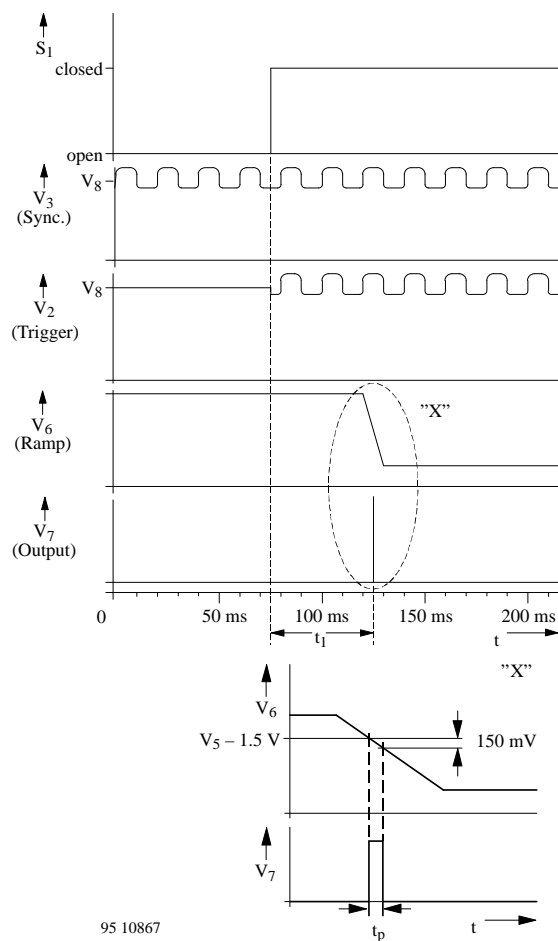 S1
closed
open
V8
V3
(Sync.)
V8
V2
(Trigger)
"X"
V6
(Ramp)
V7
(Output)
0 50 ms 100 ms 150 ms 200 ms
t1 t
"X"
V6
V5 – 1.5 V 150 mV
V7
95 10867 tp t